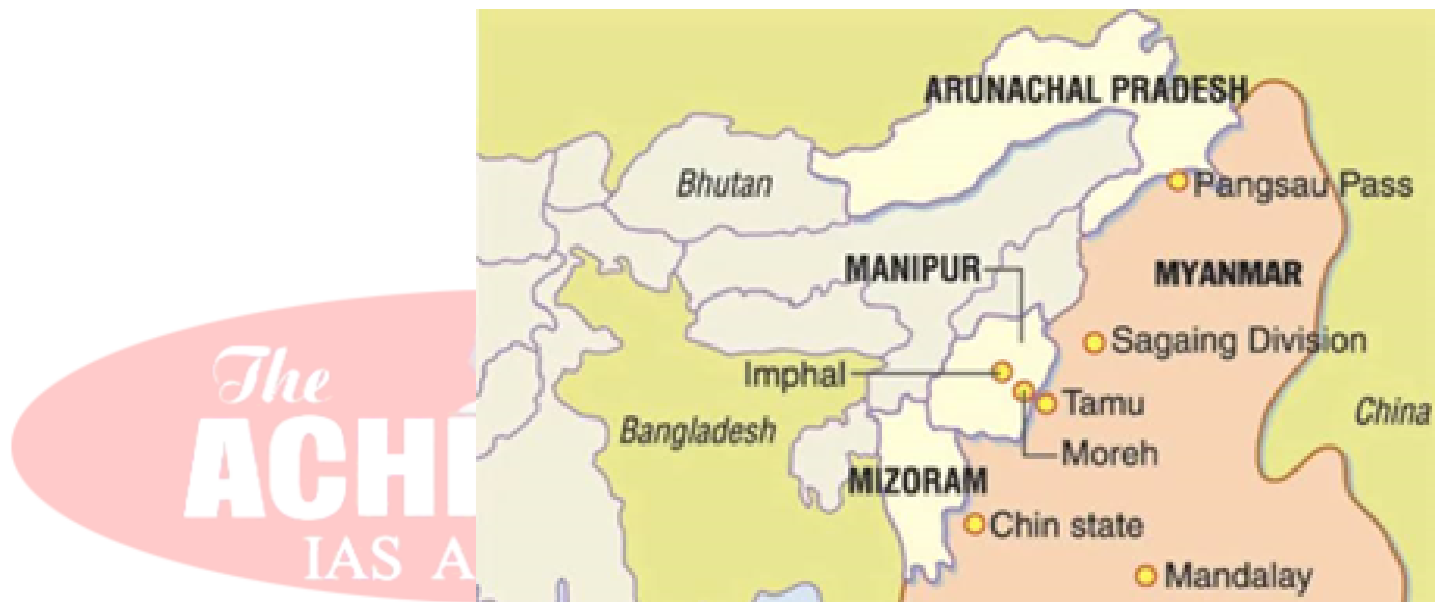 ARUNACHAL PRADESH
Bhutan
Pangsau Pass
MANIPUR
MYANMAR
Sagaing Division
Imphal
Tamu
China
Bangladesh
Moreh
MIZORAM
Chin state
Mandalay
The
ACH
IAS A